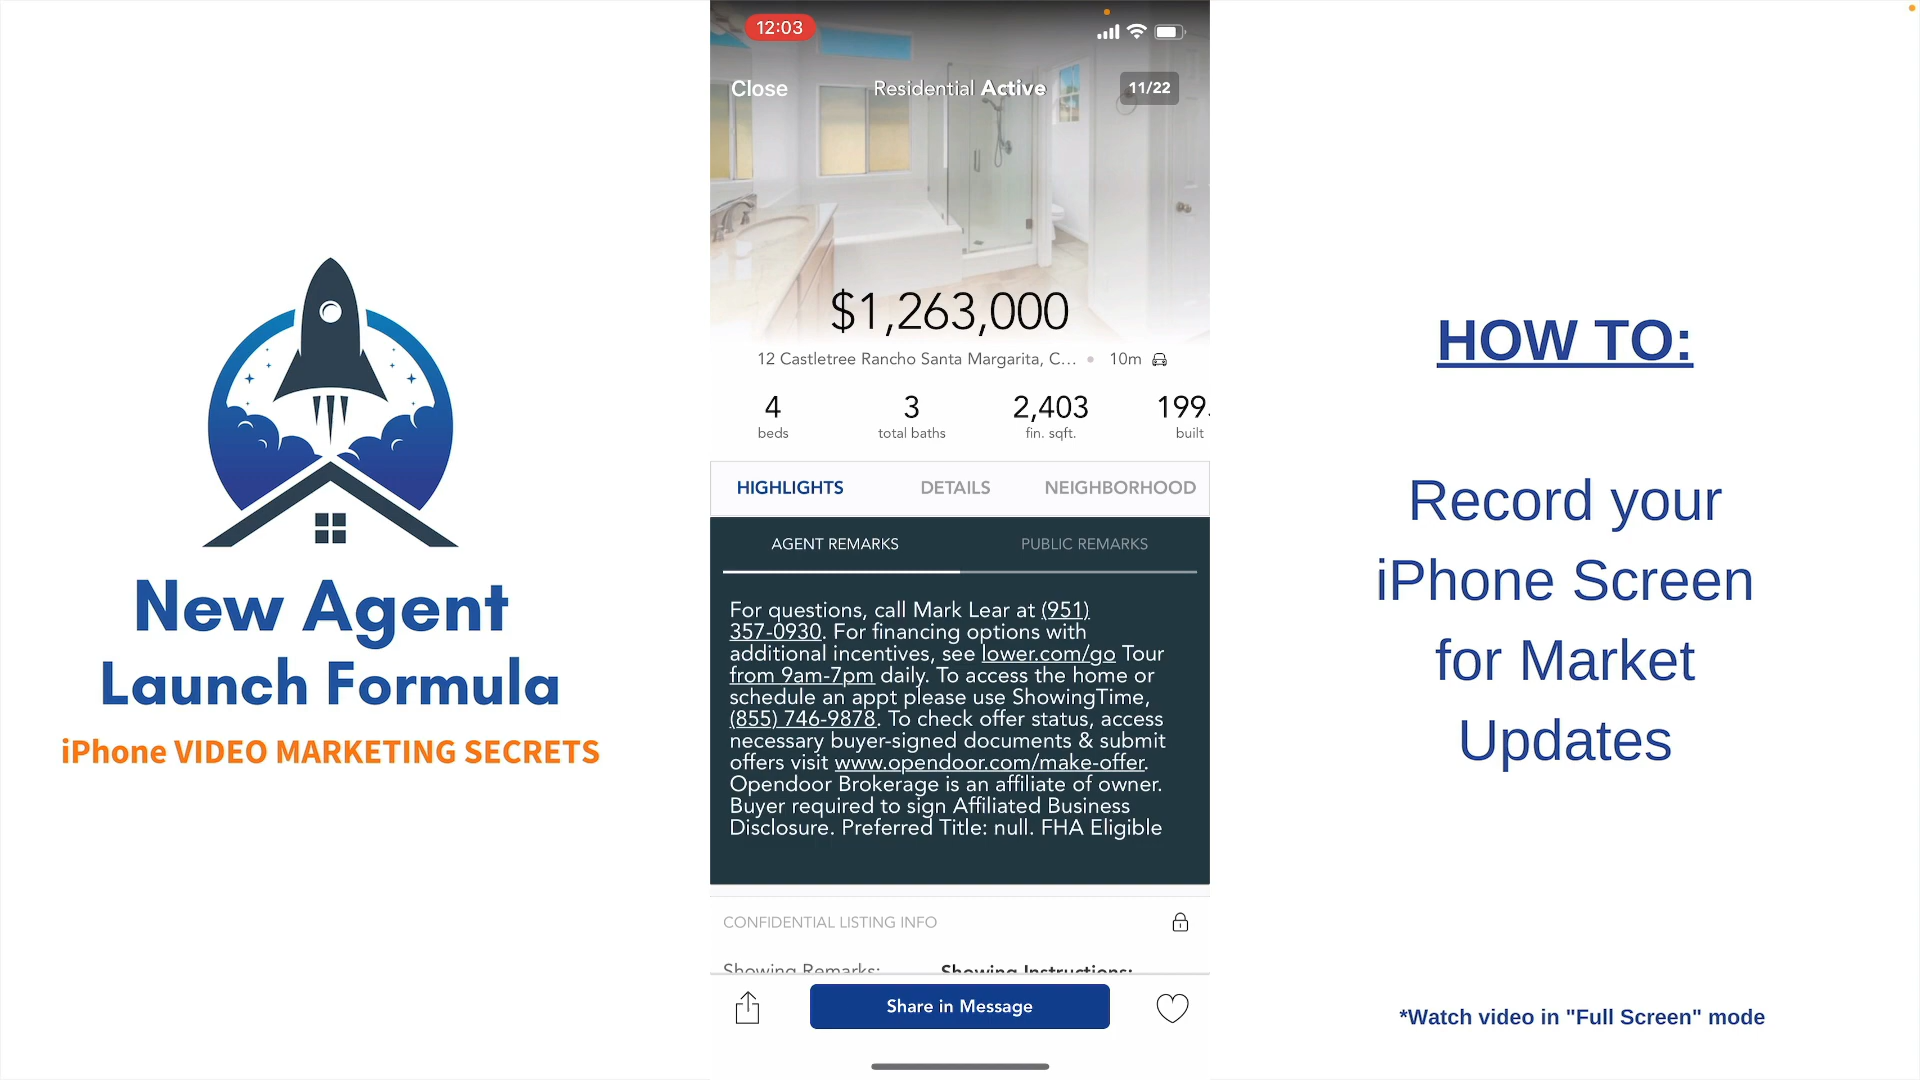 New Agent
Launch Formula
iPhone VIDEO MARKETING SECRETS
12:03
Close
Residential Active
11/22
$1,263,000
12 Castletree Rancho Santa Margarita, C... • 10m
4
beds
3
total baths
2,403
fin. sqft.
199
built
HIGHLIGHTS
DETAILS
NEIGHBORHOOD
AGENT REMARKS
PUBLIC REMARKS
For questions, call Mark Lear at (951)
357-0930. For financing options with
additional incentives, see lower.com/go Tour
from 9am-7pm daily. To access the home or
schedule an appt please use ShowingTime,
(855) 746-9878. To check offer status, access
necessary buyer-signed documents & submit
offers visit www.opendoor.com/make-offer.
Opendoor Brokerage is an affiliate of owner.
Buyer required to sign Affiliated Business
Disclosure. Preferred Title: null. FHA Eligible
CONFIDENTIAL LISTING INFO
Showing Remarks:
Showing Instructions:
Share in Message
HOW TO:
Record your
iPhone Screen
for Market
Updates
*Watch video in "Full Screen" mode